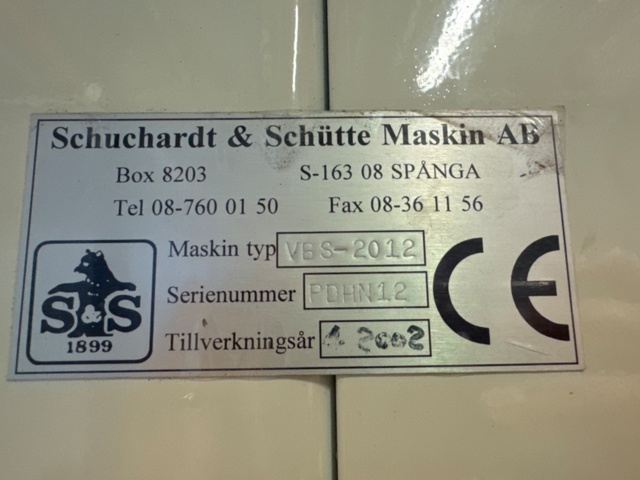 Schuchardt & Schütte Maskin AB
Box 8203 S-163 08 SPÅNGA
Tel 08-760 01 50 Fax 08-36 11 56
Maskin typ VBS-2012
Serienummer PDHN12
Tillverkningsår 2002
S&S
1899
CE